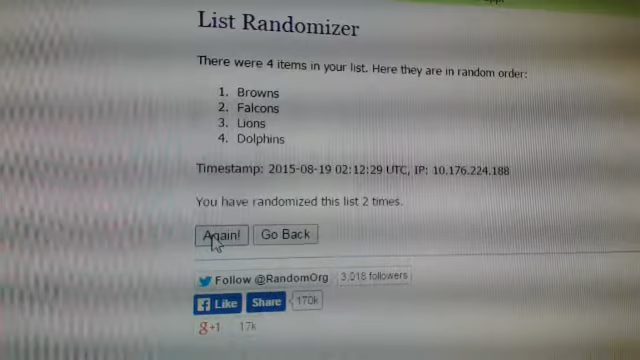 List Randomizer
There were 4 items in your list. Here they are in random order:
1. Browns
2. Falcons
3. Lions
4. Dolphins
Timestamp: 2015-08-19 02:12:29 UTC, IP: 10.176.224.188
You have randomized this list 2 times.
Again! Go Back
Follow @RandomOrg 3,018 followers
Like Share 170k
g+1 17k